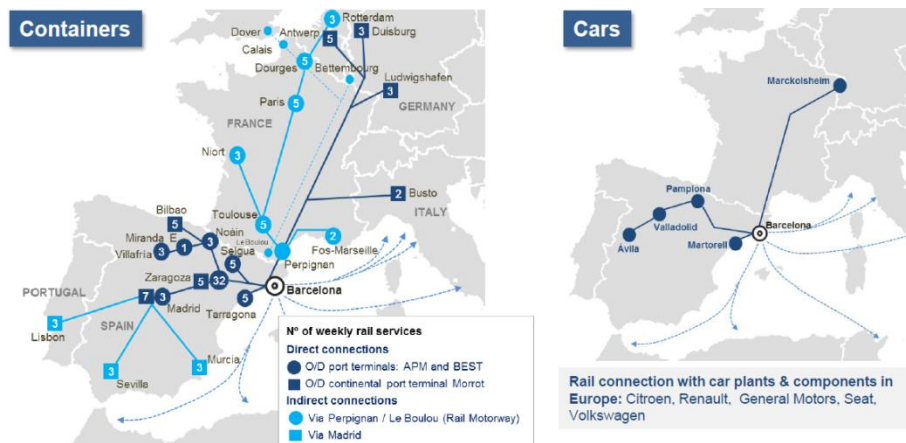 Containers
Dover
Antwerp
5
3
Rotterdam
3
Duisburg
Calais
Dourges
5
Bettembourg
Ludwigshafen
3
GERMANY
Paris
5
FRANCE
Niort
3
Busto
2
ITALY
Bilbao
5
Toulouse
5
Miranda E.
Noáin
Villafría
3
1
3
Selgua
5
Le Boulou
Perpignan
2
Fos-Marseille
Zaragoza
5
32
Barcelona
PORTUGAL
7
3
Madrid
5
Tarragona
3
Lisbon
SPAIN
3
Sevilla
3
Murcia
Nº of weekly rail services
Direct connections
O/D port terminals: APM and BEST
O/D continental port terminal Morrot
Indirect connections
Via Perpignan / Le Boulou (Rail Motorway)
Via Madrid
Cars
Marckolsheim
Pamplona
Valladolid
Ávila
Martorell
Barcelona
Rail connection with car plants & components in
Europe: Citroen, Renault, General Motors, Seat,
Volkswagen